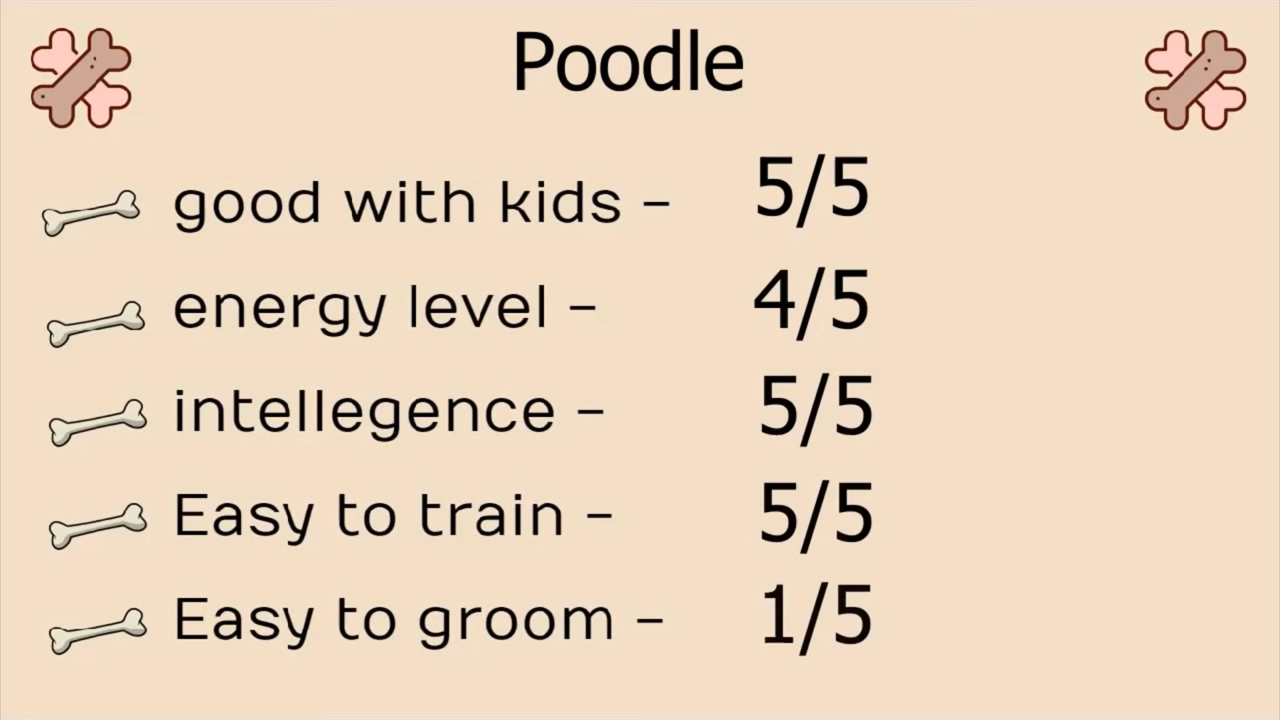 Poodle
good with kids - 5/5
energy level - 4/5
intellegence - 5/5
Easy to train - 5/5
Easy to groom - 1/5